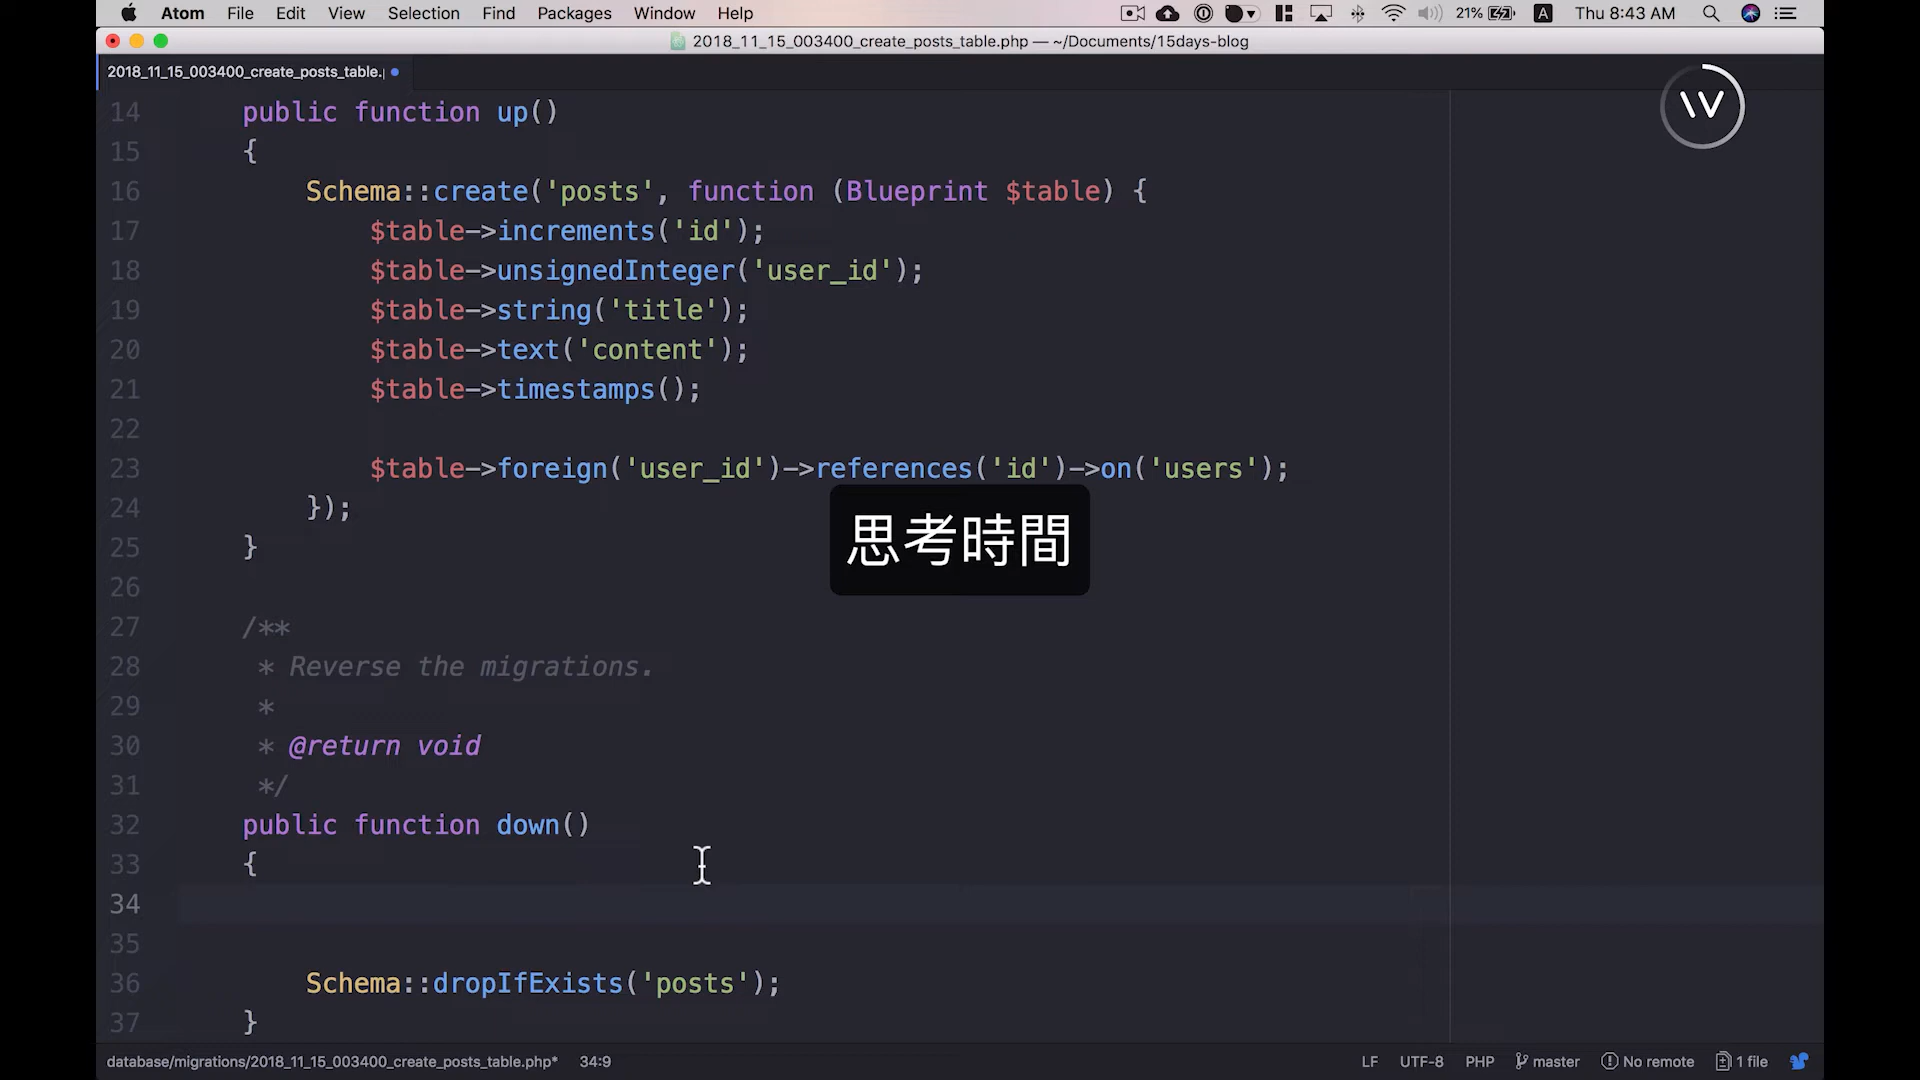 Atom File Edit View Selection Find Packages Window Help 21% A Thu 8:43 AM
2018_11_15_003400_create_posts_table.php — ~/Documents/15days-blog
2018_11_15_003400_create_posts_table.p
14 public function up()
15 {
16 Schema::create('posts', function (Blueprint $table) {
17 $table->increments('id');
18 $table->unsignedInteger('user_id');
19 $table->string('title');
20 $table->text('content');
21 $table->timestamps();
22
23 $table->foreign('user_id')->references('id')->on('users');
24 });
25 }
思考時間
26
27 /**
28 * Reverse the migrations.
29 *
30 * @return void
31 */
32 public function down()
33 {
34
35
36 Schema::dropIfExists('posts');
37 }
database/migrations/2018_11_15_003400_create_posts_table.php* 34:9 LF UTF-8 PHP master No remote 1 file